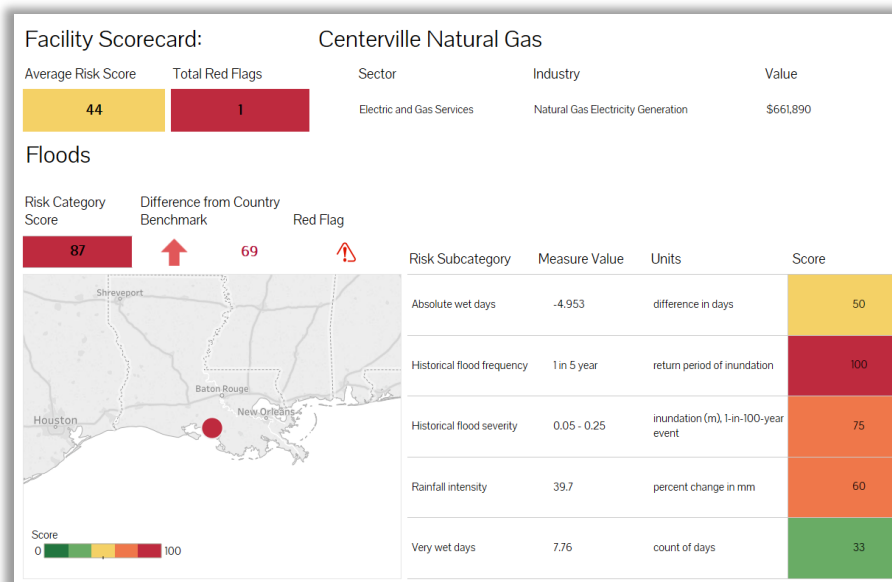 Facility Scorecard: Centerville Natural Gas
Average Risk Score Total Red Flags Sector Industry Value
44 1 Electric and Gas Services Natural Gas Electricity Generation $661,890
Floods
Risk Category Score Difference from Country Benchmark Red Flag
87 69
Risk Subcategory Measure Value Units Score
Absolute wet days -4.953 difference in days 50
Historical flood frequency 1 in 5 year return period of inundation 100
Historical flood severity 0.05 - 0.25 inundation (m), 1-in-100-year event 75
Rainfall intensity 39.7 percent change in mm 60
Very wet days 7.76 count of days 33
Shreveport
Baton Rouge
New Orleans
Houston
Score
0 100